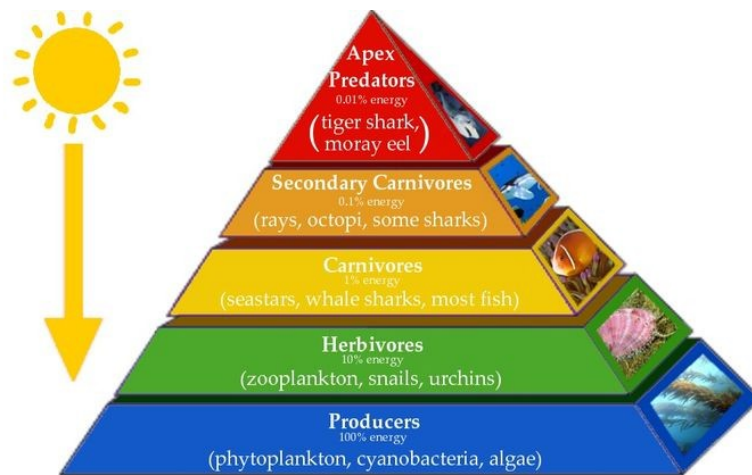 Apex
Predators
0.01% energy
(tiger shark,
moray eel)
Secondary Carnivores
0.1% energy
(rays, octopi, some sharks)
Carnivores
1% energy
(seastars, whale sharks, most fish)
Herbivores
10% energy
(zooplankton, snails, urchins)
Producers
100% energy
(phytoplankton, cyanobacteria, algae)